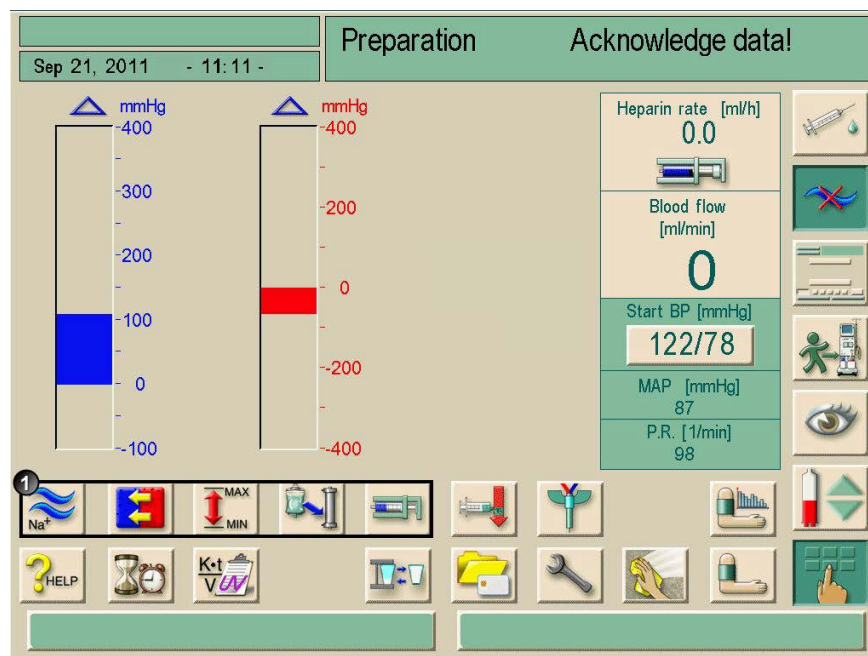 Preparation Acknowledge data!
Sep 21, 2011 - 11:11 -
mmHg
400
300
200
100
0
-100
mmHg
400
200
0
-200
-400
Heparin rate [ml/h]
0.0
Blood flow
[ml/min]
0
Start BP [mmHg]
122/78
MAP [mmHg]
87
P.R. [1/min]
98
1
Na+
MAX
MIN
? HELP
K•t
V